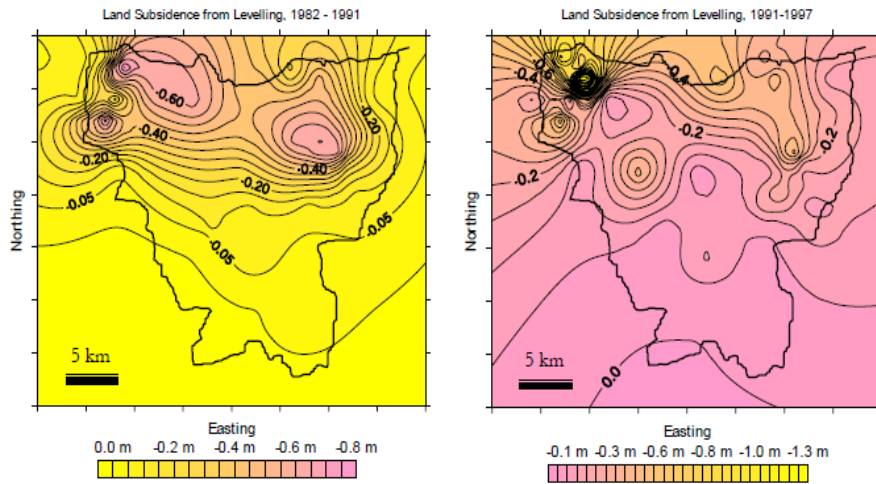 Land Subsidence from Levelling, 1982 - 1991
-0.60
-0.40
-0.20
-0.20
-0.40
-0.20
-0.05
-0.05
-0.05
Northing
5 km
Easting
0.0 m -0.2 m -0.4 m -0.6 m -0.8 m
Land Subsidence from Levelling, 1991-1997
-0.6
-0.4
-0.4
-0.2
-0.2
-0.2
0.0
Northing
5 km
Easting
-0.1 m -0.3 m -0.6 m -0.8 m -1.0 m -1.3 m